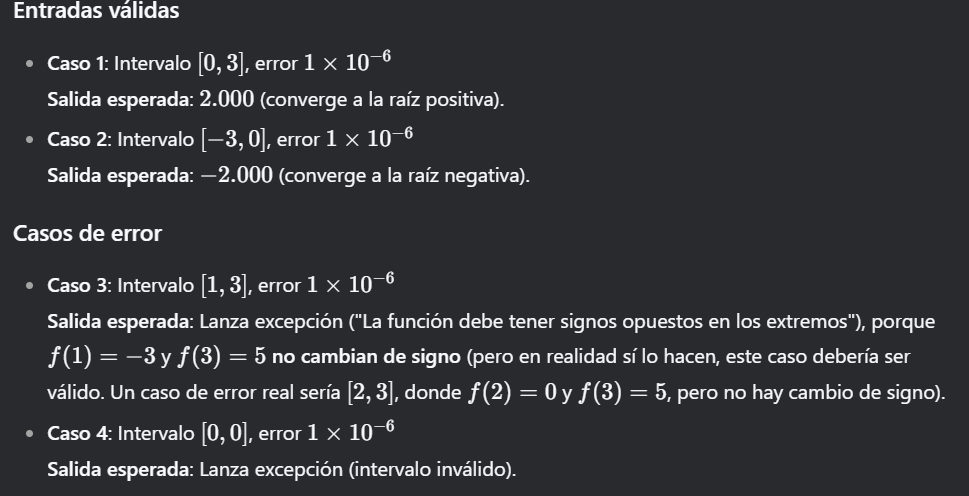 Entradas válidas
• Caso 1: Intervalo [0, 3], error 1 × 10⁻⁶
Salida esperada: 2.000 (converge a la raíz positiva).
• Caso 2: Intervalo [−3, 0], error 1 × 10⁻⁶
Salida esperada: −2.000 (converge a la raíz negativa).
Casos de error
• Caso 3: Intervalo [1, 3], error 1 × 10⁻⁶
Salida esperada: Lanza excepción ("La función debe tener signos opuestos en los extremos"), porque
f(1) = −3 y f(3) = 5 no cambian de signo (pero en realidad sí lo hacen, este caso debería ser
válido. Un caso de error real sería [2, 3], donde f(2) = 0 y f(3) = 5, pero no hay cambio de signo).
• Caso 4: Intervalo [0, 0], error 1 × 10⁻⁶
Salida esperada: Lanza excepción (intervalo inválido).